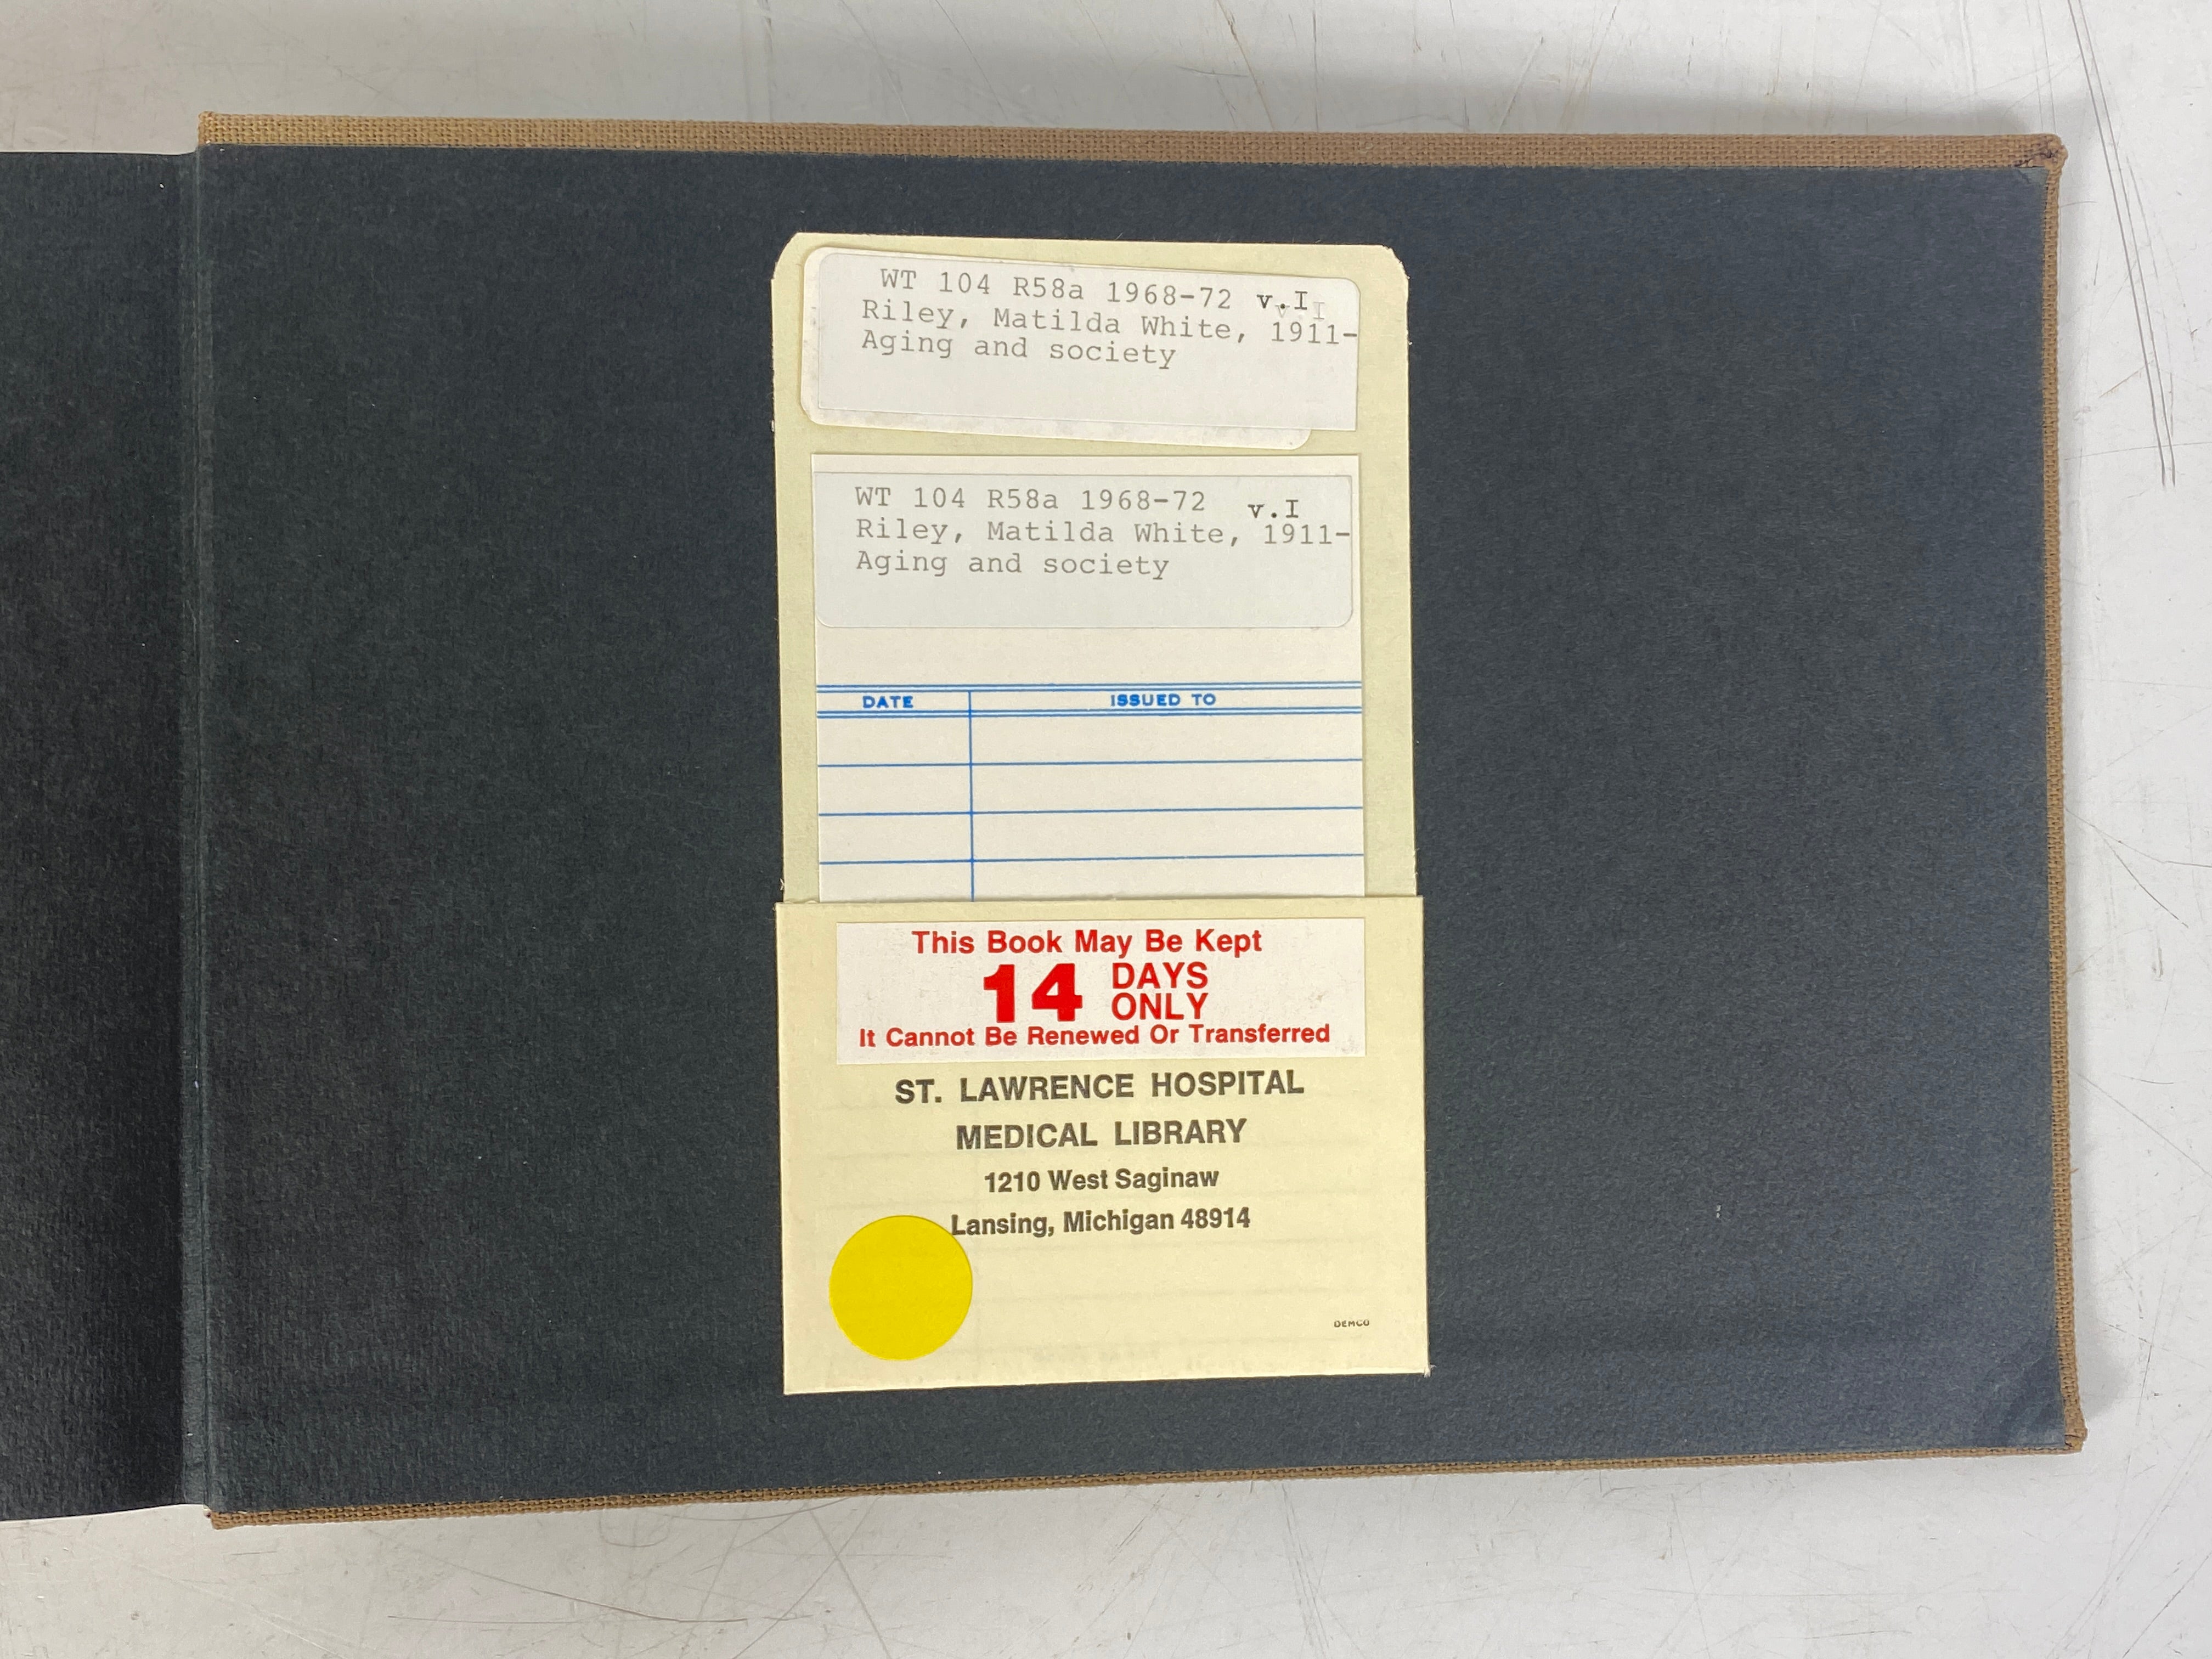 WT 104 R58a 1968-72 v.I
Riley, Matilda White, 1911-
Aging and society
WT 104 R58a 1968-72 v.I
Riley, Matilda White, 1911-
Aging and society
DATE ISSUED TO
This Book May Be Kept
14 DAYS ONLY
It Cannot Be Renewed Or Transferred
ST. LAWRENCE HOSPITAL
MEDICAL LIBRARY
1210 West Saginaw
Lansing, Michigan 48914
DEMCO